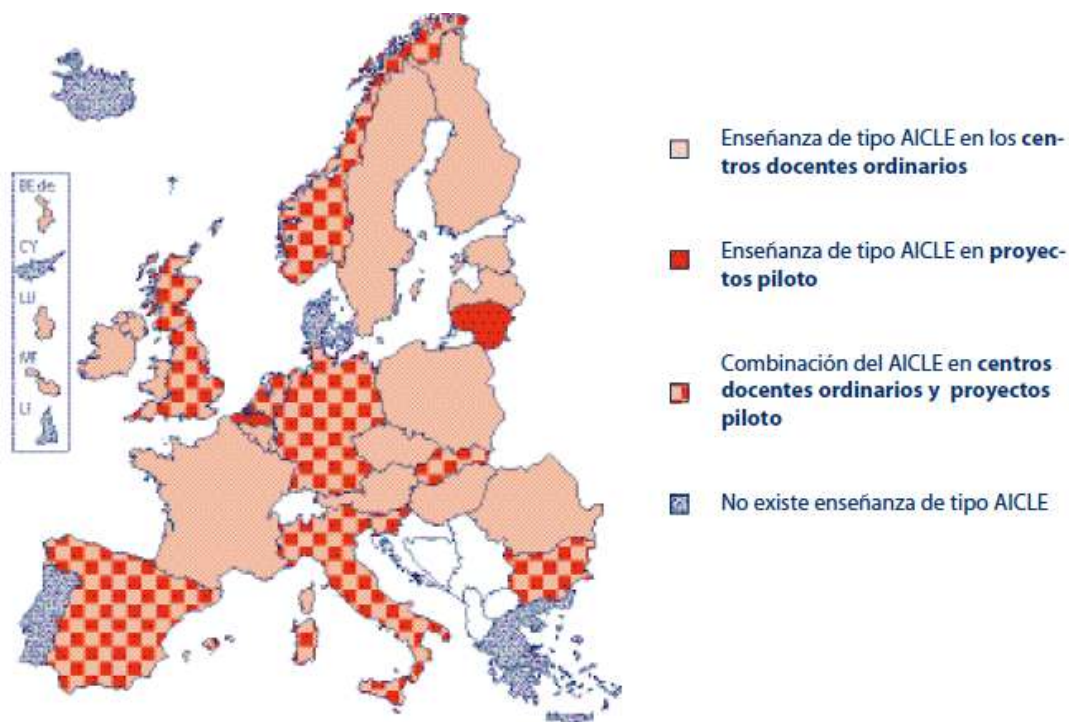 BE de
CY
LU
MT
LI
Enseñanza de tipo AICLE en los cen-
tros docentes ordinarios
Enseñanza de tipo AICLE en proyec-
tos piloto
Combinación del AICLE en centros
docentes ordinarios y proyectos
piloto
No existe enseñanza de tipo AICLE